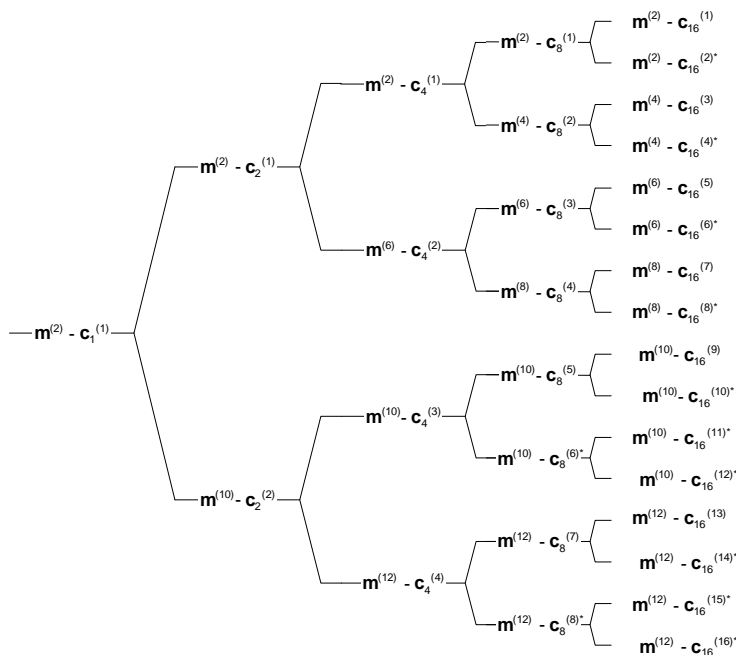 m(2) - c1(1)
m(2) - c2(1)
m(10) - c2(2)
m(2) - c4(1)
m(6) - c4(2)
m(10) - c4(3)
m(12) - c4(4)
m(2) - c8(1)
m(4) - c8(2)
m(6) - c8(3)
m(8) - c8(4)
m(10) - c8(5)
m(10) - c8(6)*
m(12) - c8(7)
m(12) - c8(8)*
m(2) - c16(1)
m(2) - c16(2)*
m(4) - c16(3)
m(4) - c16(4)*
m(6) - c16(5)
m(6) - c16(6)*
m(8) - c16(7)
m(8) - c16(8)*
m(10) - c16(9)
m(10) - c16(10)*
m(10) - c16(11)*
m(10) - c16(12)*
m(12) - c16(13)
m(12) - c16(14)*
m(12) - c16(15)*
m(12) - c16(16)*